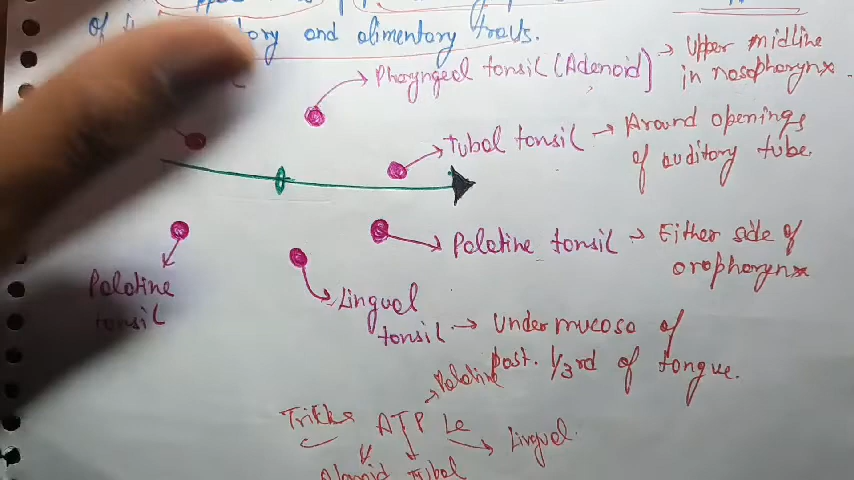 of and alimentary tracts.
Pharyngeal tonsil (Adenoid) → Upper midline
in nasopharynx.
Tubal tonsil → Around openings
of auditory tube.
Palatine tonsil → Either side of
oropharynx
Palatine
tonsil
Lingual
tonsil → Under mucosa of
post. 1/3rd of tongue.
Palatine
Tricks ATP Le
Lingual.
Tubal